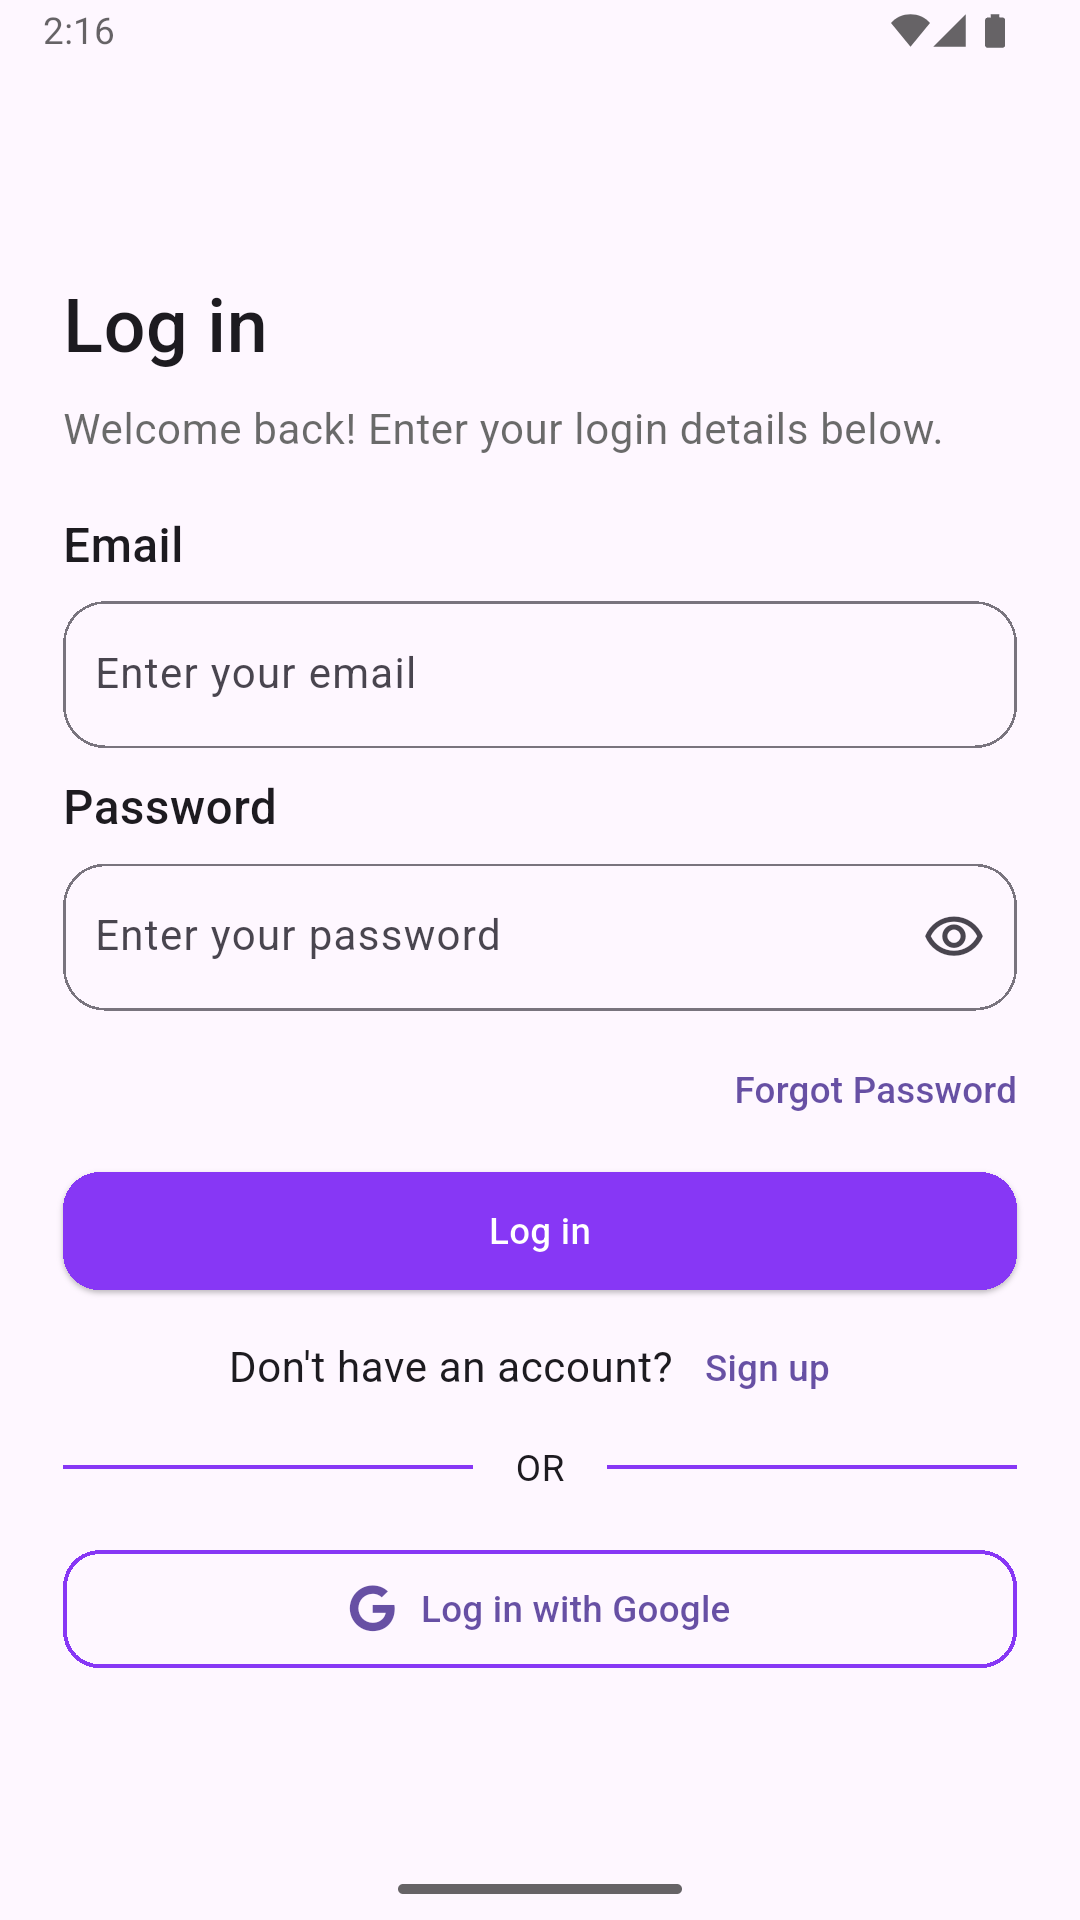 2:16
Log in
Welcome back! Enter your login details below.
Email
Enter your email
Password
Enter your password
Forgot Password
Log in
Don't have an account? Sign up
OR
Log in with Google